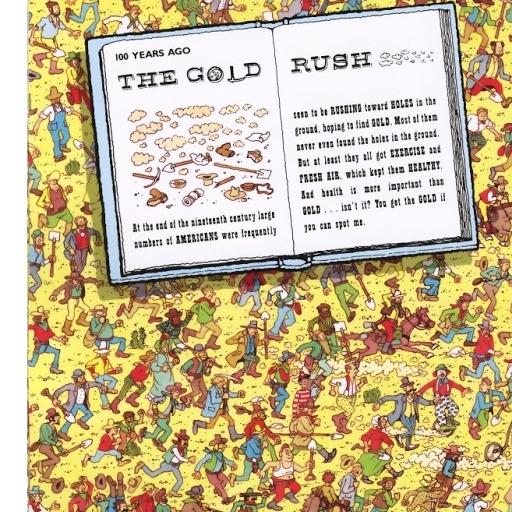 100 YEARS AGO
THE GOLD RUSH
At the end of the nineteenth century large
numbers of AMERICANS were frequently
seen to be RUSHING toward HOLES in the
ground, hoping to find GOLD. Most of them
never even found the holes in the ground.
But at least they all got EXERCISE and
FRESH AIR, which kept them HEALTHY.
And health is more important than
GOLD . . . isn't it? You get the GOLD if
you can spot me.